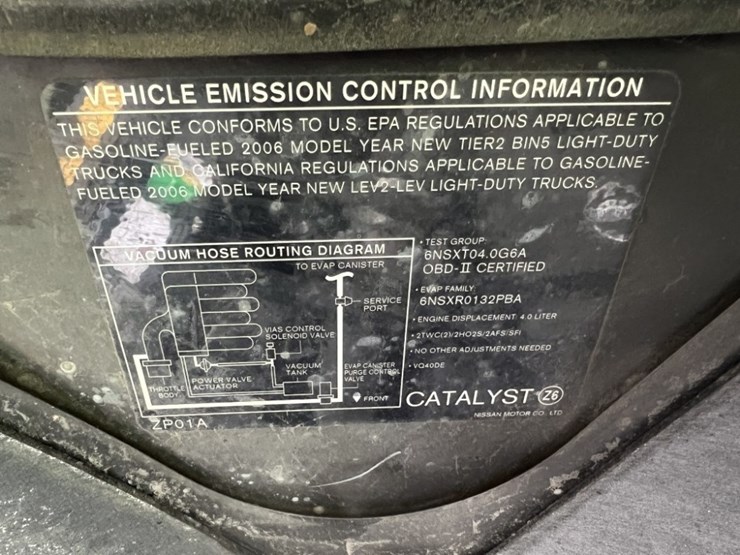 VEHICLE EMISSION CONTROL INFORMATION
THIS VEHICLE CONFORMS TO U.S. EPA REGULATIONS APPLICABLE TO
GASOLINE-FUELED 2006 MODEL YEAR NEW TIER2 BIN5 LIGHT-DUTY
TRUCKS AND CALIFORNIA REGULATIONS APPLICABLE TO GASOLINE-
FUELED 2006 MODEL YEAR NEW LEV2-LEV LIGHT-DUTY TRUCKS.
VACUUM HOSE ROUTING DIAGRAM
TO EVAP CANISTER
SERVICE
PORT
VIAS CONTROL
SOLENOID VALVE
VACUUM
TANK
EVAP CANISTER
PURGE CONTROL
VALVE
POWER VALVE
ACTUATOR
THROTTLE
BODY
FRONT
ZP01A
• TEST GROUP:
6NSXT04.0G6A
OBD-II CERTIFIED
• EVAP FAMILY:
6NSXR0132PBA
• ENGINE DISPLACEMENT: 4.0 LITER
• 2TWC(2)/2HO2S/2AFS/SFI
• NO OTHER ADJUSTMENTS NEEDED.
• VQ40DE
CATALYST Z6
NISSAN MOTOR CO., LTD.